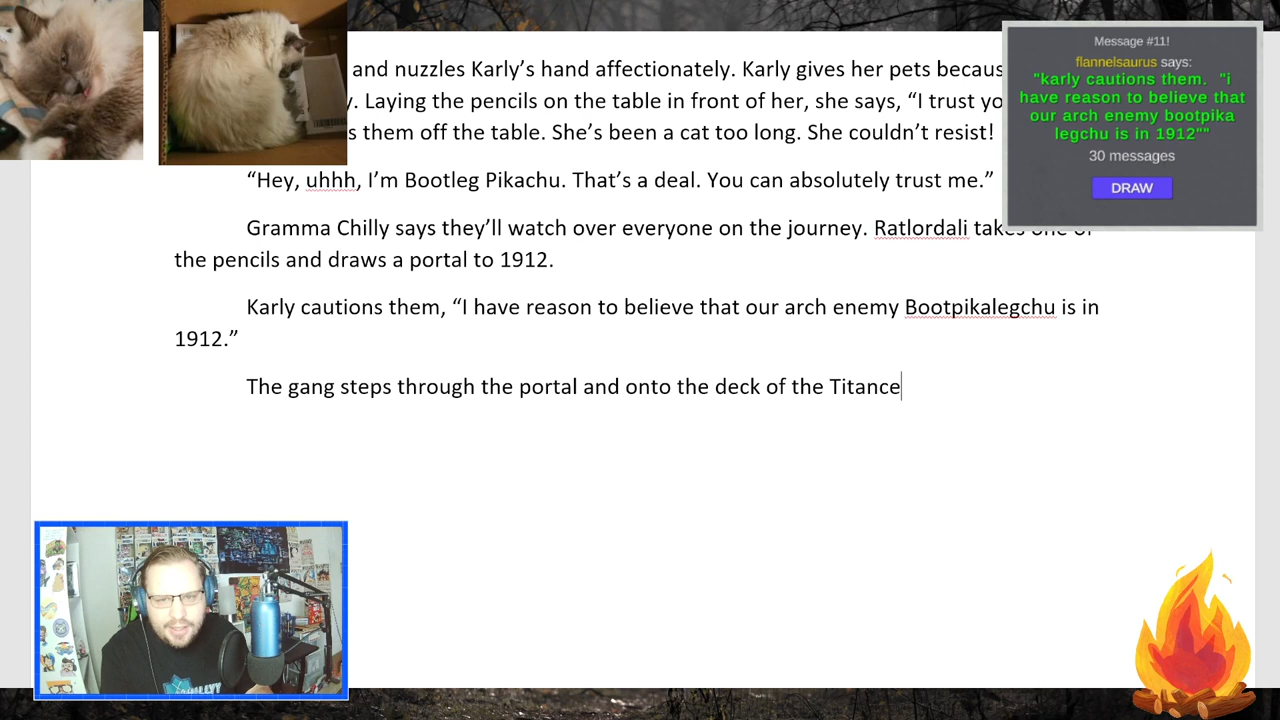 and nuzzles Karly’s hand affectionately. Karly gives her pets
Laying the pencils on the table in front of her, she says, “I trust
them off the table. She’s been a cat too long. She couldn’t resist!
“Hey, uhhh, I’m Bootleg Pikachu. That’s a deal. You can absolutely trust me.”
Gramma Chilly says they’ll watch over everyone on the journey. Ratlordali takes one of
the pencils and draws a portal to 1912.
Karly cautions them, “I have reason to believe that our arch enemy Bootpikalegchu is in
1912.”
The gang steps through the portal and onto the deck of the Titance
Message #11!
flannelsaurus says:
"karly cautions them. "i
have reason to believe that
our arch enemy bootpika
legchu is in 1912""
30 messages
DRAW